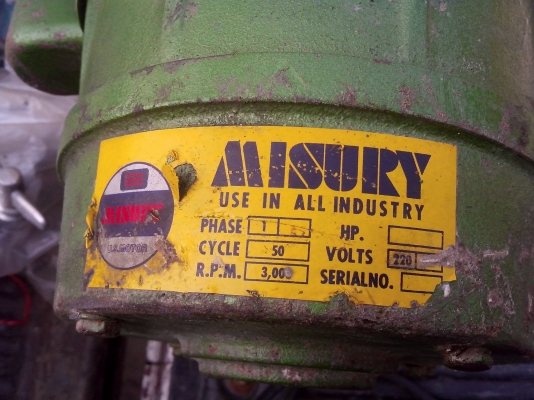 MISURY
USE IN ALL INDUSTRY
PHASE 1 HP.
CYCLE 50 VOLTS 220
R.P.M. 3,000 SERIALNO.